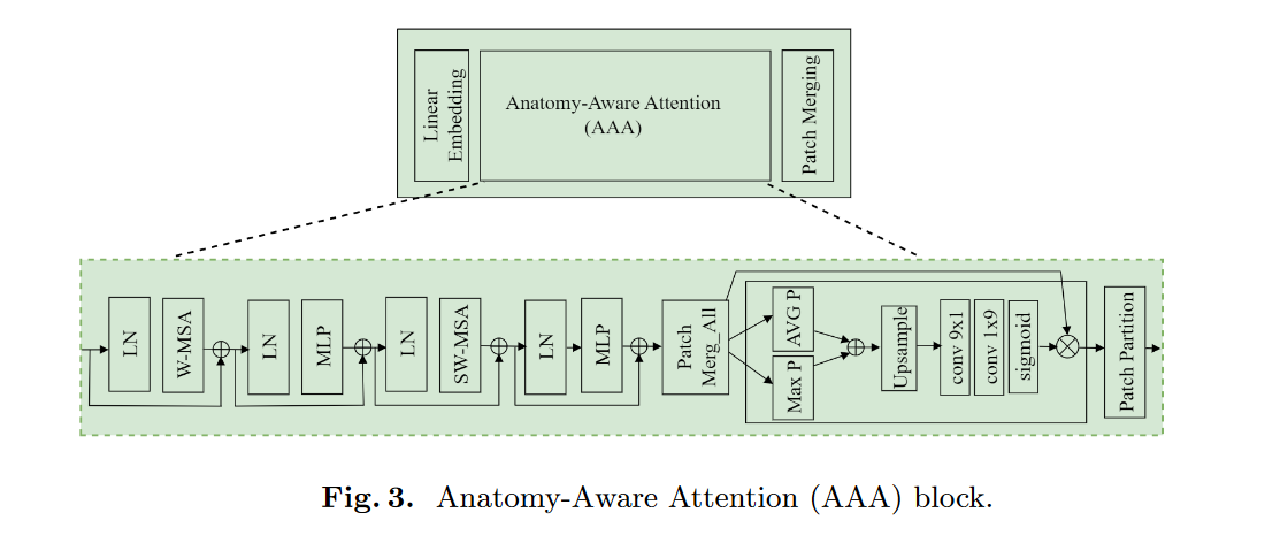 Linear
Embedding
Anatomy-Aware Attention
(AAA)
Patch Merging
LN
W-MSA
LN
MLP
LN
SW-MSA
LN
MLP
Patch
Merg_All
AVG P
Max P
Upsample
conv 9x1
conv 1x9
sigmoid
Patch Partition
Fig. 3. Anatomy-Aware Attention (AAA) block.